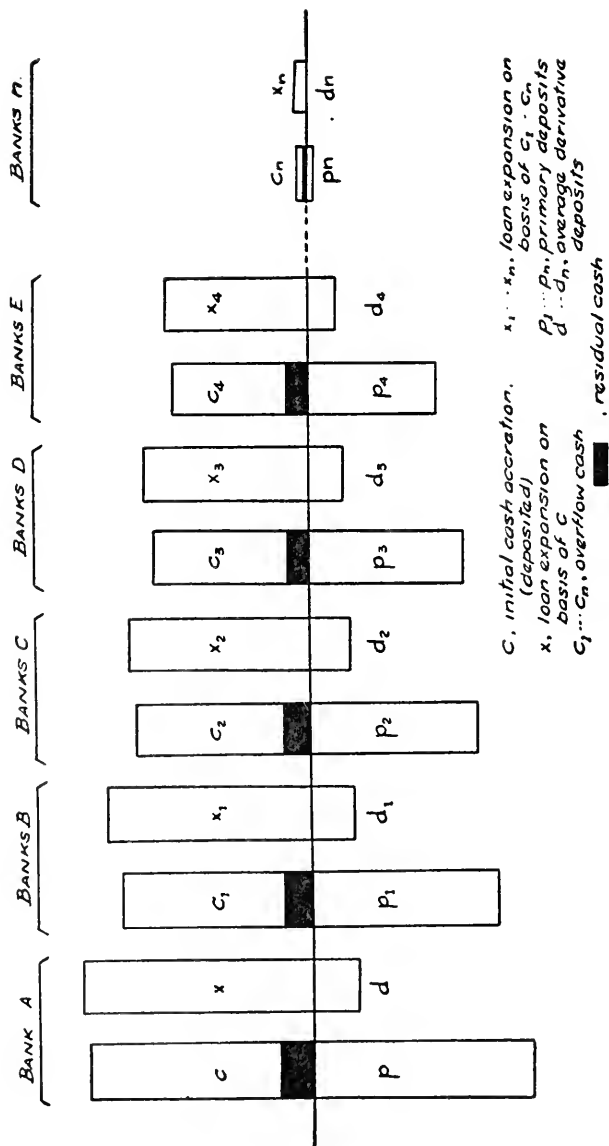 BANK A
BANKS B
BANKS C
BANKS D
BANKS E
BANKS n.
c
x
c₁
x₁
c₂
x₂
c₃
x₃
c₄
x₄
cₙ
xₙ
p
d
p₁
d₁
p₂
d₂
p₃
d₃
p₄
d₄
pn
. dn
C, initial cash accretion.
(deposited)
x, loan expansion on
basis of C
C₁ ... Cₙ, overflow cash
x₁ ... xₙ, loan expansion on
basis of c₁ . cₙ
p₁ ... pₙ, primary deposits
d ... dₙ, average derivative
deposits
. residual cash